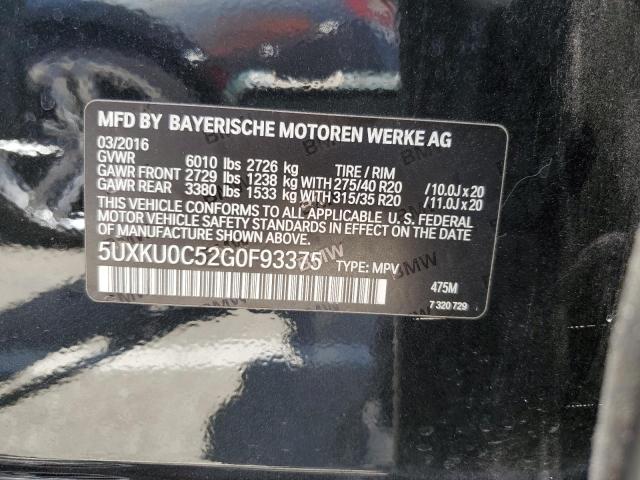 MFD BY BAYERISCHE MOTOREN WERKE AG
03/2016
GVWR 6010 lbs 2726 kg TIRE / RIM
GAWR FRONT 2729 lbs 1238 kg WITH 275/40 R20 /10.0J x 20
GAWR REAR 3380 lbs 1533 kg WITH 315/35 R20 /11.0J x 20
THIS VEHICLE CONFORMS TO ALL APPLICABLE U. S. FEDERAL
MOTOR VEHICLE SAFETY STANDARDS IN EFFECT ON THE DATE
OF MANUFACTURE SHOWN ABOVE.
5UXKU0C52G0F93375 TYPE: MPV
475M
7 320 729